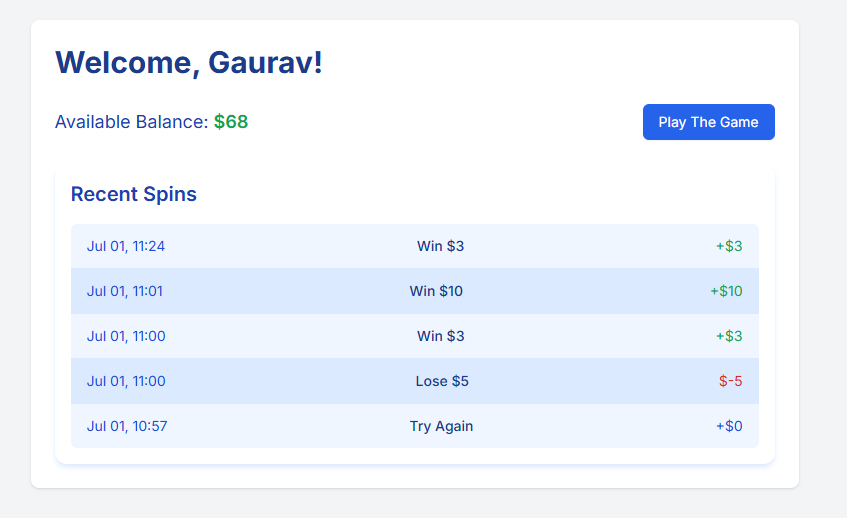 Welcome, Gaurav!
Available Balance: $68
Play The Game
Recent Spins
Jul 01, 11:24 Win $3 +$3
Jul 01, 11:01 Win $10 +$10
Jul 01, 11:00 Win $3 +$3
Jul 01, 11:00 Lose $5 $-5
Jul 01, 10:57 Try Again +$0